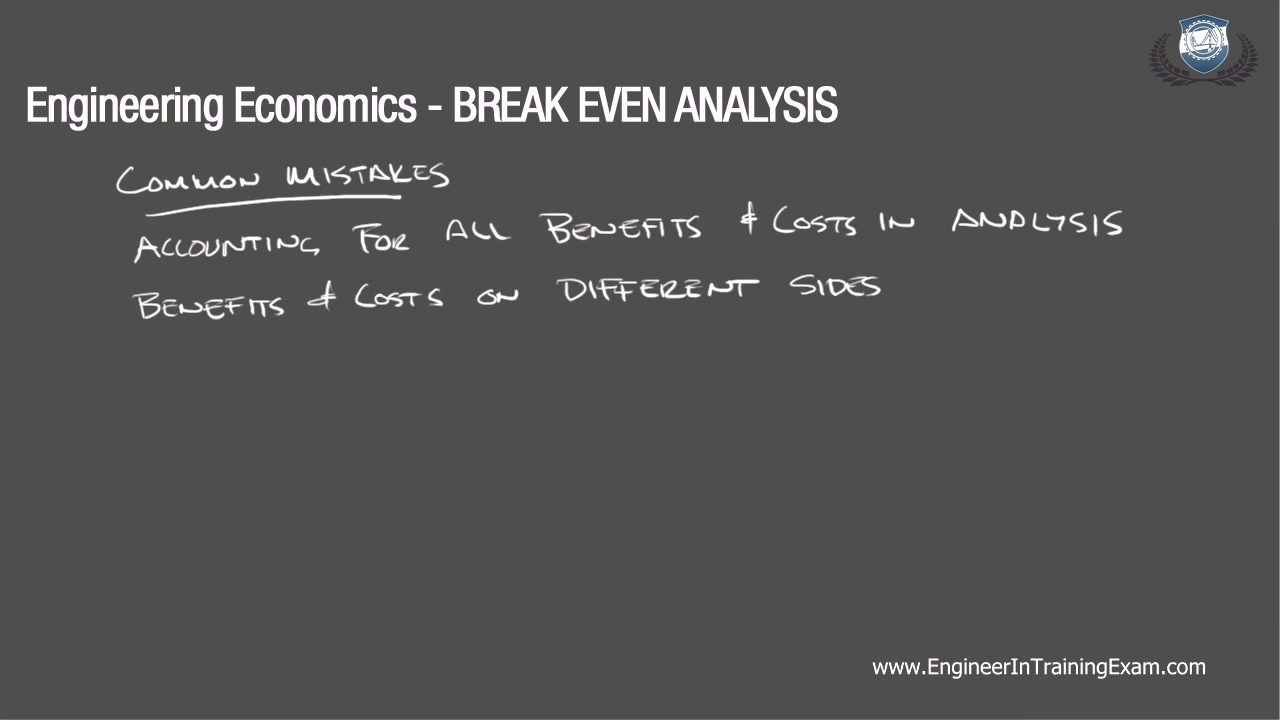 Engineering Economics - BREAK EVEN ANALYSIS
COMMON MISTAKES
ACCOUNTING FOR ALL BENEFITS & COSTS IN ANALYSIS
BENEFITS & COSTS ON DIFFERENT SIDES
www.EngineerInTrainingExam.com